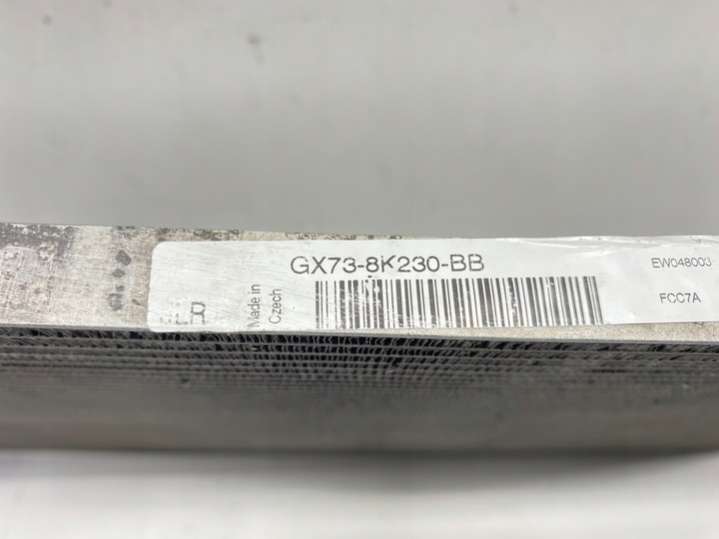 GX73-8K230-BB
Made in
Czech
EW048003
FCC7A